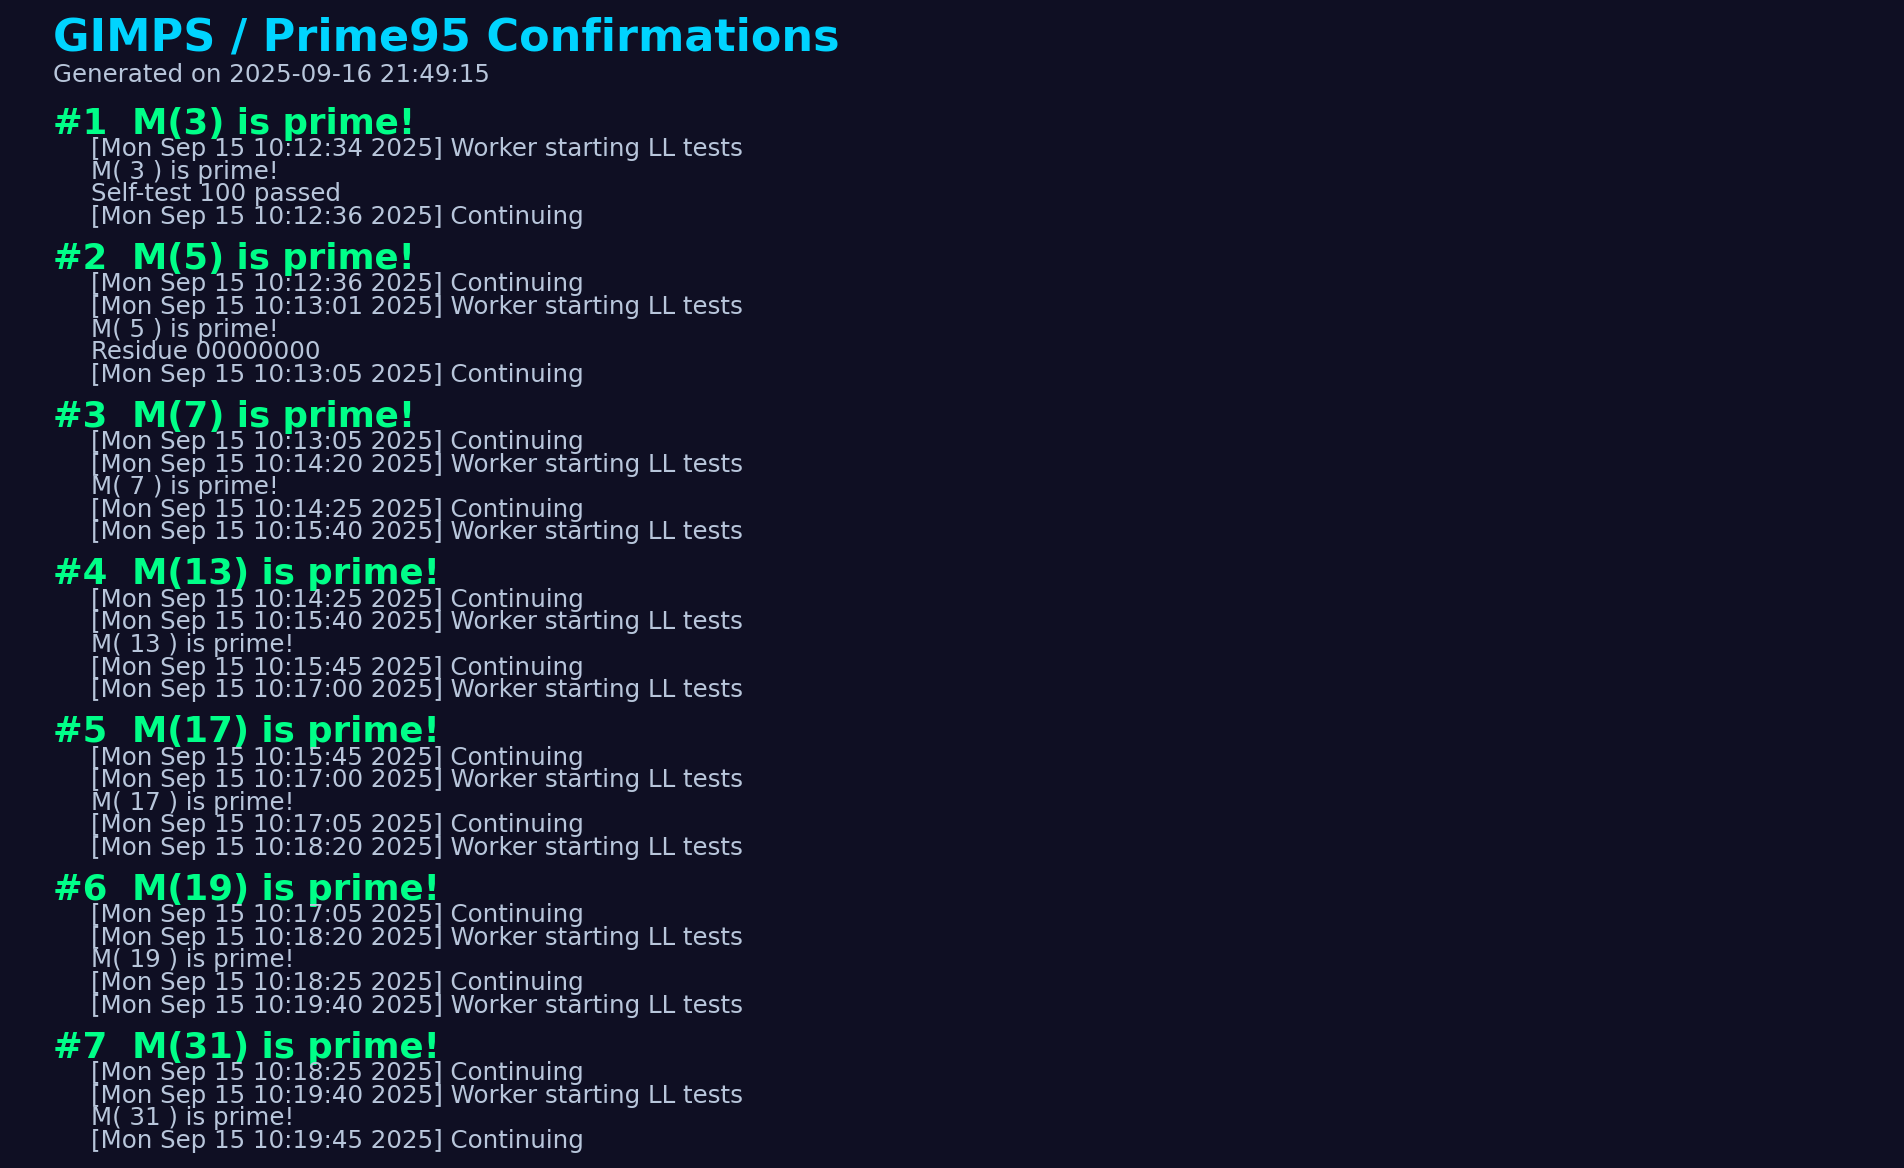 GIMPS / Prime95 Confirmations
Generated on 2025-09-16 21:49:15
#1 M(3) is prime!
[Mon Sep 15 10:12:34 2025] Worker starting LL tests
M( 3 ) is prime!
Self-test 100 passed
[Mon Sep 15 10:12:36 2025] Continuing
#2 M(5) is prime!
[Mon Sep 15 10:12:36 2025] Continuing
[Mon Sep 15 10:13:01 2025] Worker starting LL tests
M( 5 ) is prime!
Residue 00000000
[Mon Sep 15 10:13:05 2025] Continuing
#3 M(7) is prime!
[Mon Sep 15 10:13:05 2025] Continuing
[Mon Sep 15 10:14:20 2025] Worker starting LL tests
M( 7 ) is prime!
[Mon Sep 15 10:14:25 2025] Continuing
[Mon Sep 15 10:15:40 2025] Worker starting LL tests
#4 M(13) is prime!
[Mon Sep 15 10:14:25 2025] Continuing
[Mon Sep 15 10:15:40 2025] Worker starting LL tests
M( 13 ) is prime!
[Mon Sep 15 10:15:45 2025] Continuing
[Mon Sep 15 10:17:00 2025] Worker starting LL tests
#5 M(17) is prime!
[Mon Sep 15 10:15:45 2025] Continuing
[Mon Sep 15 10:17:00 2025] Worker starting LL tests
M( 17 ) is prime!
[Mon Sep 15 10:17:05 2025] Continuing
[Mon Sep 15 10:18:20 2025] Worker starting LL tests
#6 M(19) is prime!
[Mon Sep 15 10:17:05 2025] Continuing
[Mon Sep 15 10:18:20 2025] Worker starting LL tests
M( 19 ) is prime!
[Mon Sep 15 10:18:25 2025] Continuing
[Mon Sep 15 10:19:40 2025] Worker starting LL tests
#7 M(31) is prime!
[Mon Sep 15 10:18:25 2025] Continuing
[Mon Sep 15 10:19:40 2025] Worker starting LL tests
M( 31 ) is prime!
[Mon Sep 15 10:19:45 2025] Continuing